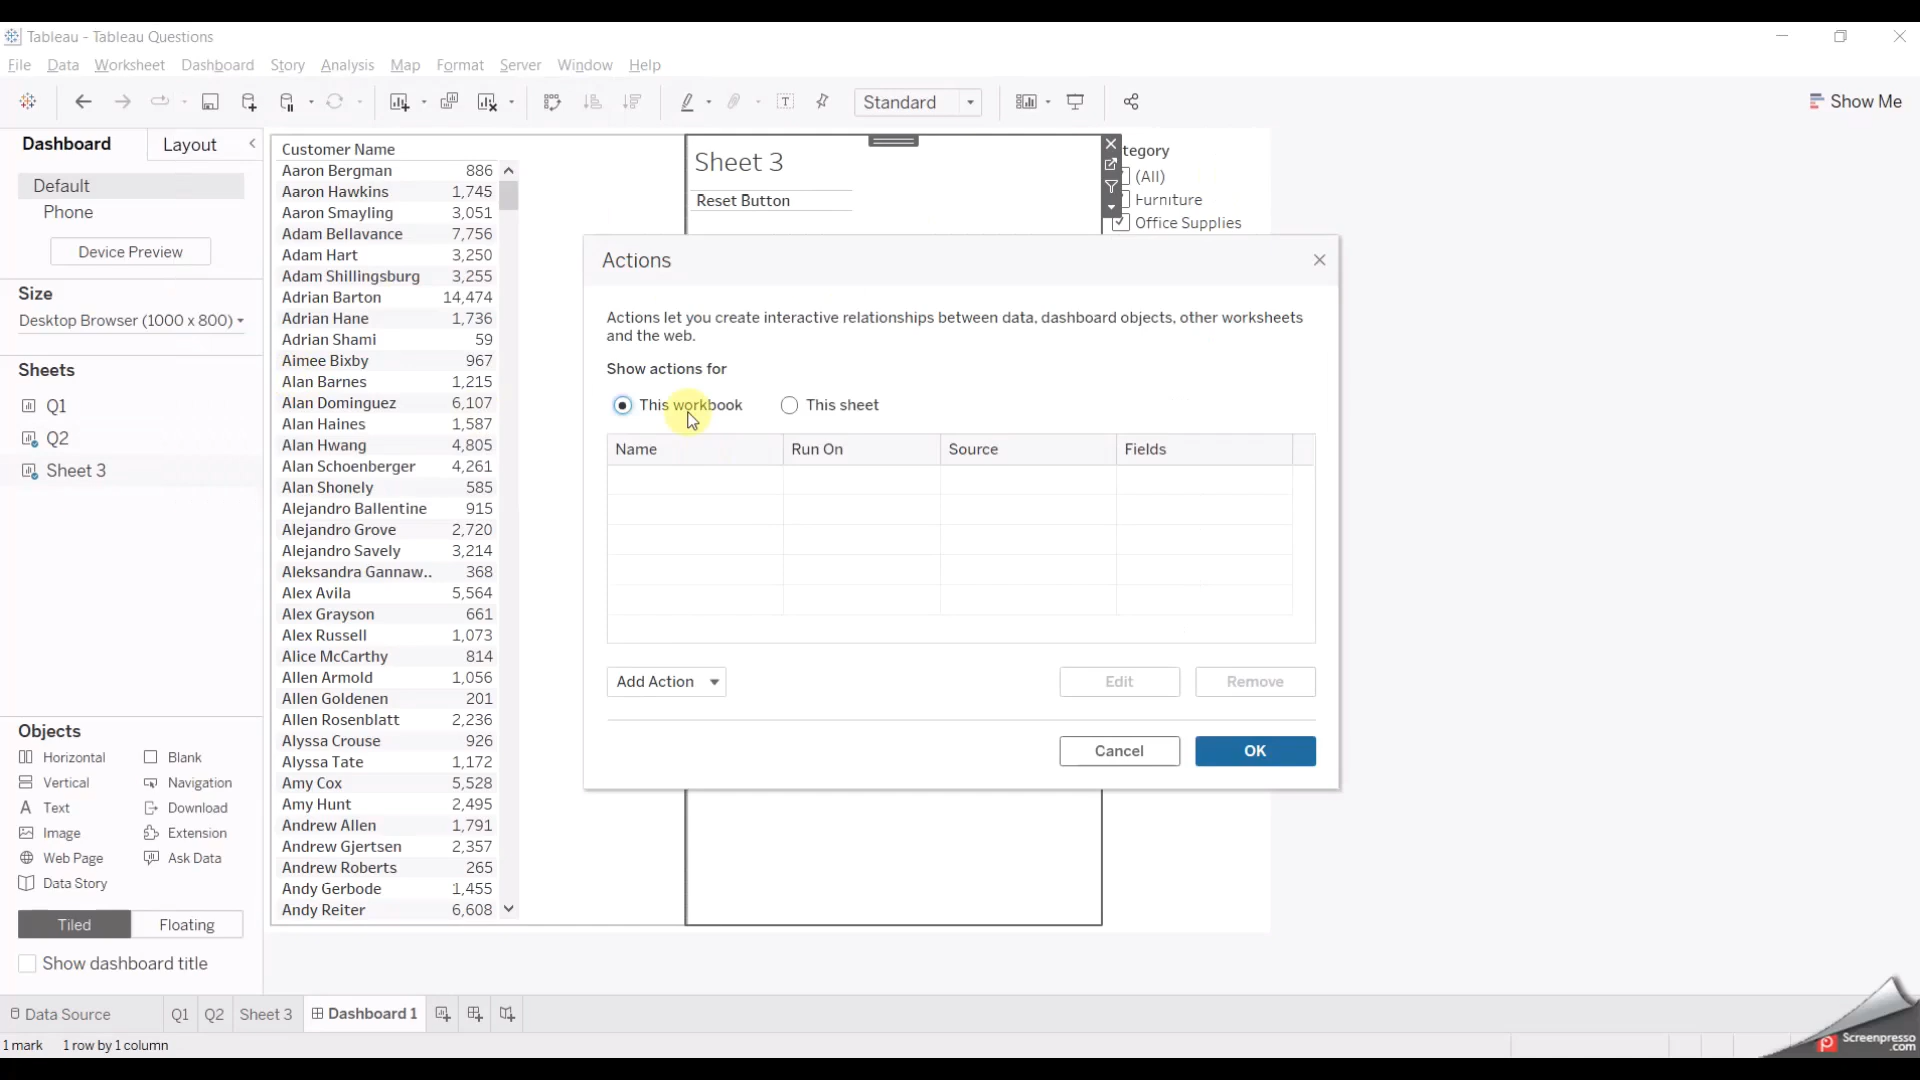 Tableau - Tableau Questions
File Data Worksheet Dashboard Story Analysis Map Format Server Window Help
Standard
Show Me
Dashboard Layout
Default
Phone
Device Preview
Size
Desktop Browser (1000 x 800)
Sheets
Q1
Q2
Sheet 3
Objects
Horizontal Blank
Vertical Navigation
Text Download
Image Extension
Web Page Ask Data
Data Story
Tiled Floating
Show dashboard title
Customer Name
Aaron Bergman 886
Aaron Hawkins 1,745
Aaron Smayling 3,051
Adam Bellavance 7,756
Adam Hart 3,250
Adam Shillingsburg 3,255
Adrian Barton 14,474
Adrian Hane 1,736
Adrian Shami 59
Aimee Bixby 967
Alan Barnes 1,215
Alan Dominguez 6,107
Alan Haines 1,587
Alan Hwang 4,805
Alan Schoenberger 4,261
Alan Shonely 585
Alejandro Ballentine 915
Alejandro Grove 2,720
Alejandro Savely 3,214
Aleksandra Gannaw.. 368
Alex Avila 5,564
Alex Grayson 661
Alex Russell 1,073
Alice McCarthy 814
Allen Armold 1,056
Allen Goldenen 201
Allen Rosenblatt 2,236
Alyssa Crouse 926
Alyssa Tate 1,172
Amy Cox 5,528
Amy Hunt 2,495
Andrew Allen 1,791
Andrew Gjertsen 2,357
Andrew Roberts 265
Andy Gerbode 1,455
Andy Reiter 6,608
Sheet 3
Reset Button
tegory
(All)
Furniture
Office Supplies
Actions
Actions let you create interactive relationships between data, dashboard objects, other worksheets
and the web.
Show actions for
This workbook This sheet
Name Run On Source Fields
Add Action Edit Remove
Cancel OK
Data Source Q1 Q2 Sheet 3 Dashboard 1
1 mark 1 row by 1 column
Screenpresso
.com